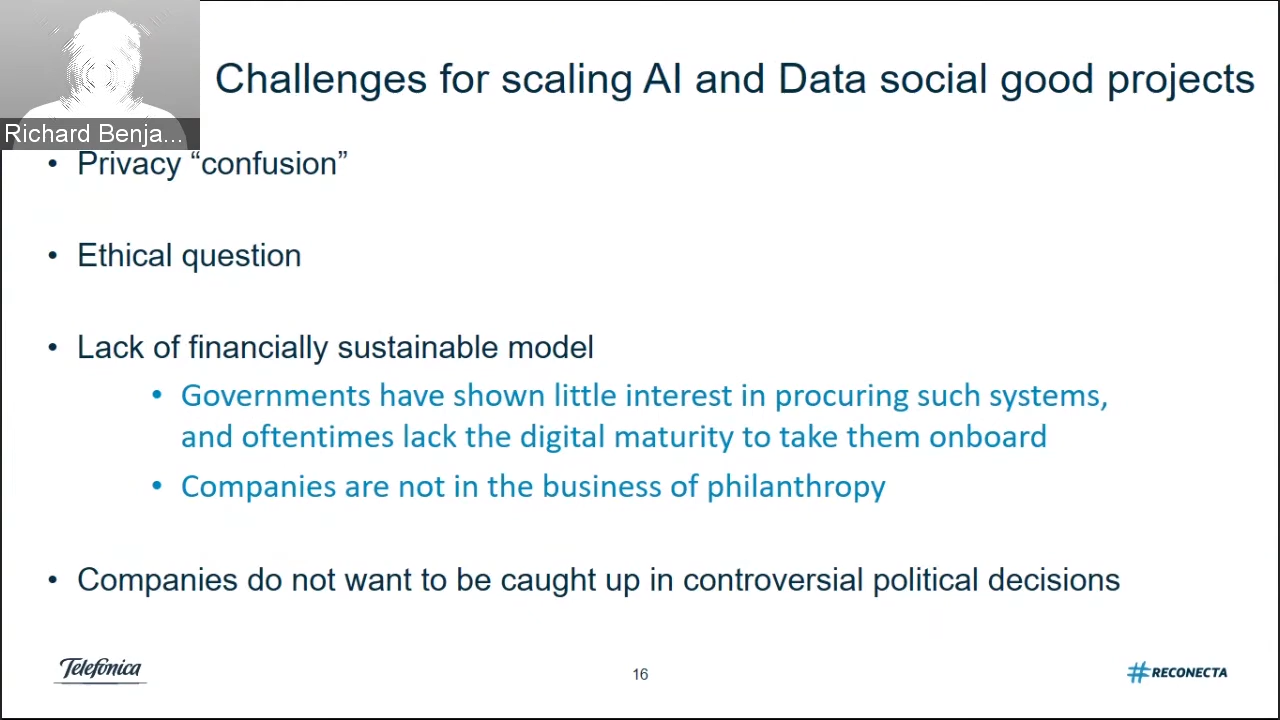 Challenges for scaling AI and Data social good projects
Richard Benja...
• Privacy “confusion”
• Ethical question
• Lack of financially sustainable model
• Governments have shown little interest in procuring such systems,
and oftentimes lack the digital maturity to take them onboard
• Companies are not in the business of philanthropy
• Companies do not want to be caught up in controversial political decisions
Telefónica
16
#RECONECTA